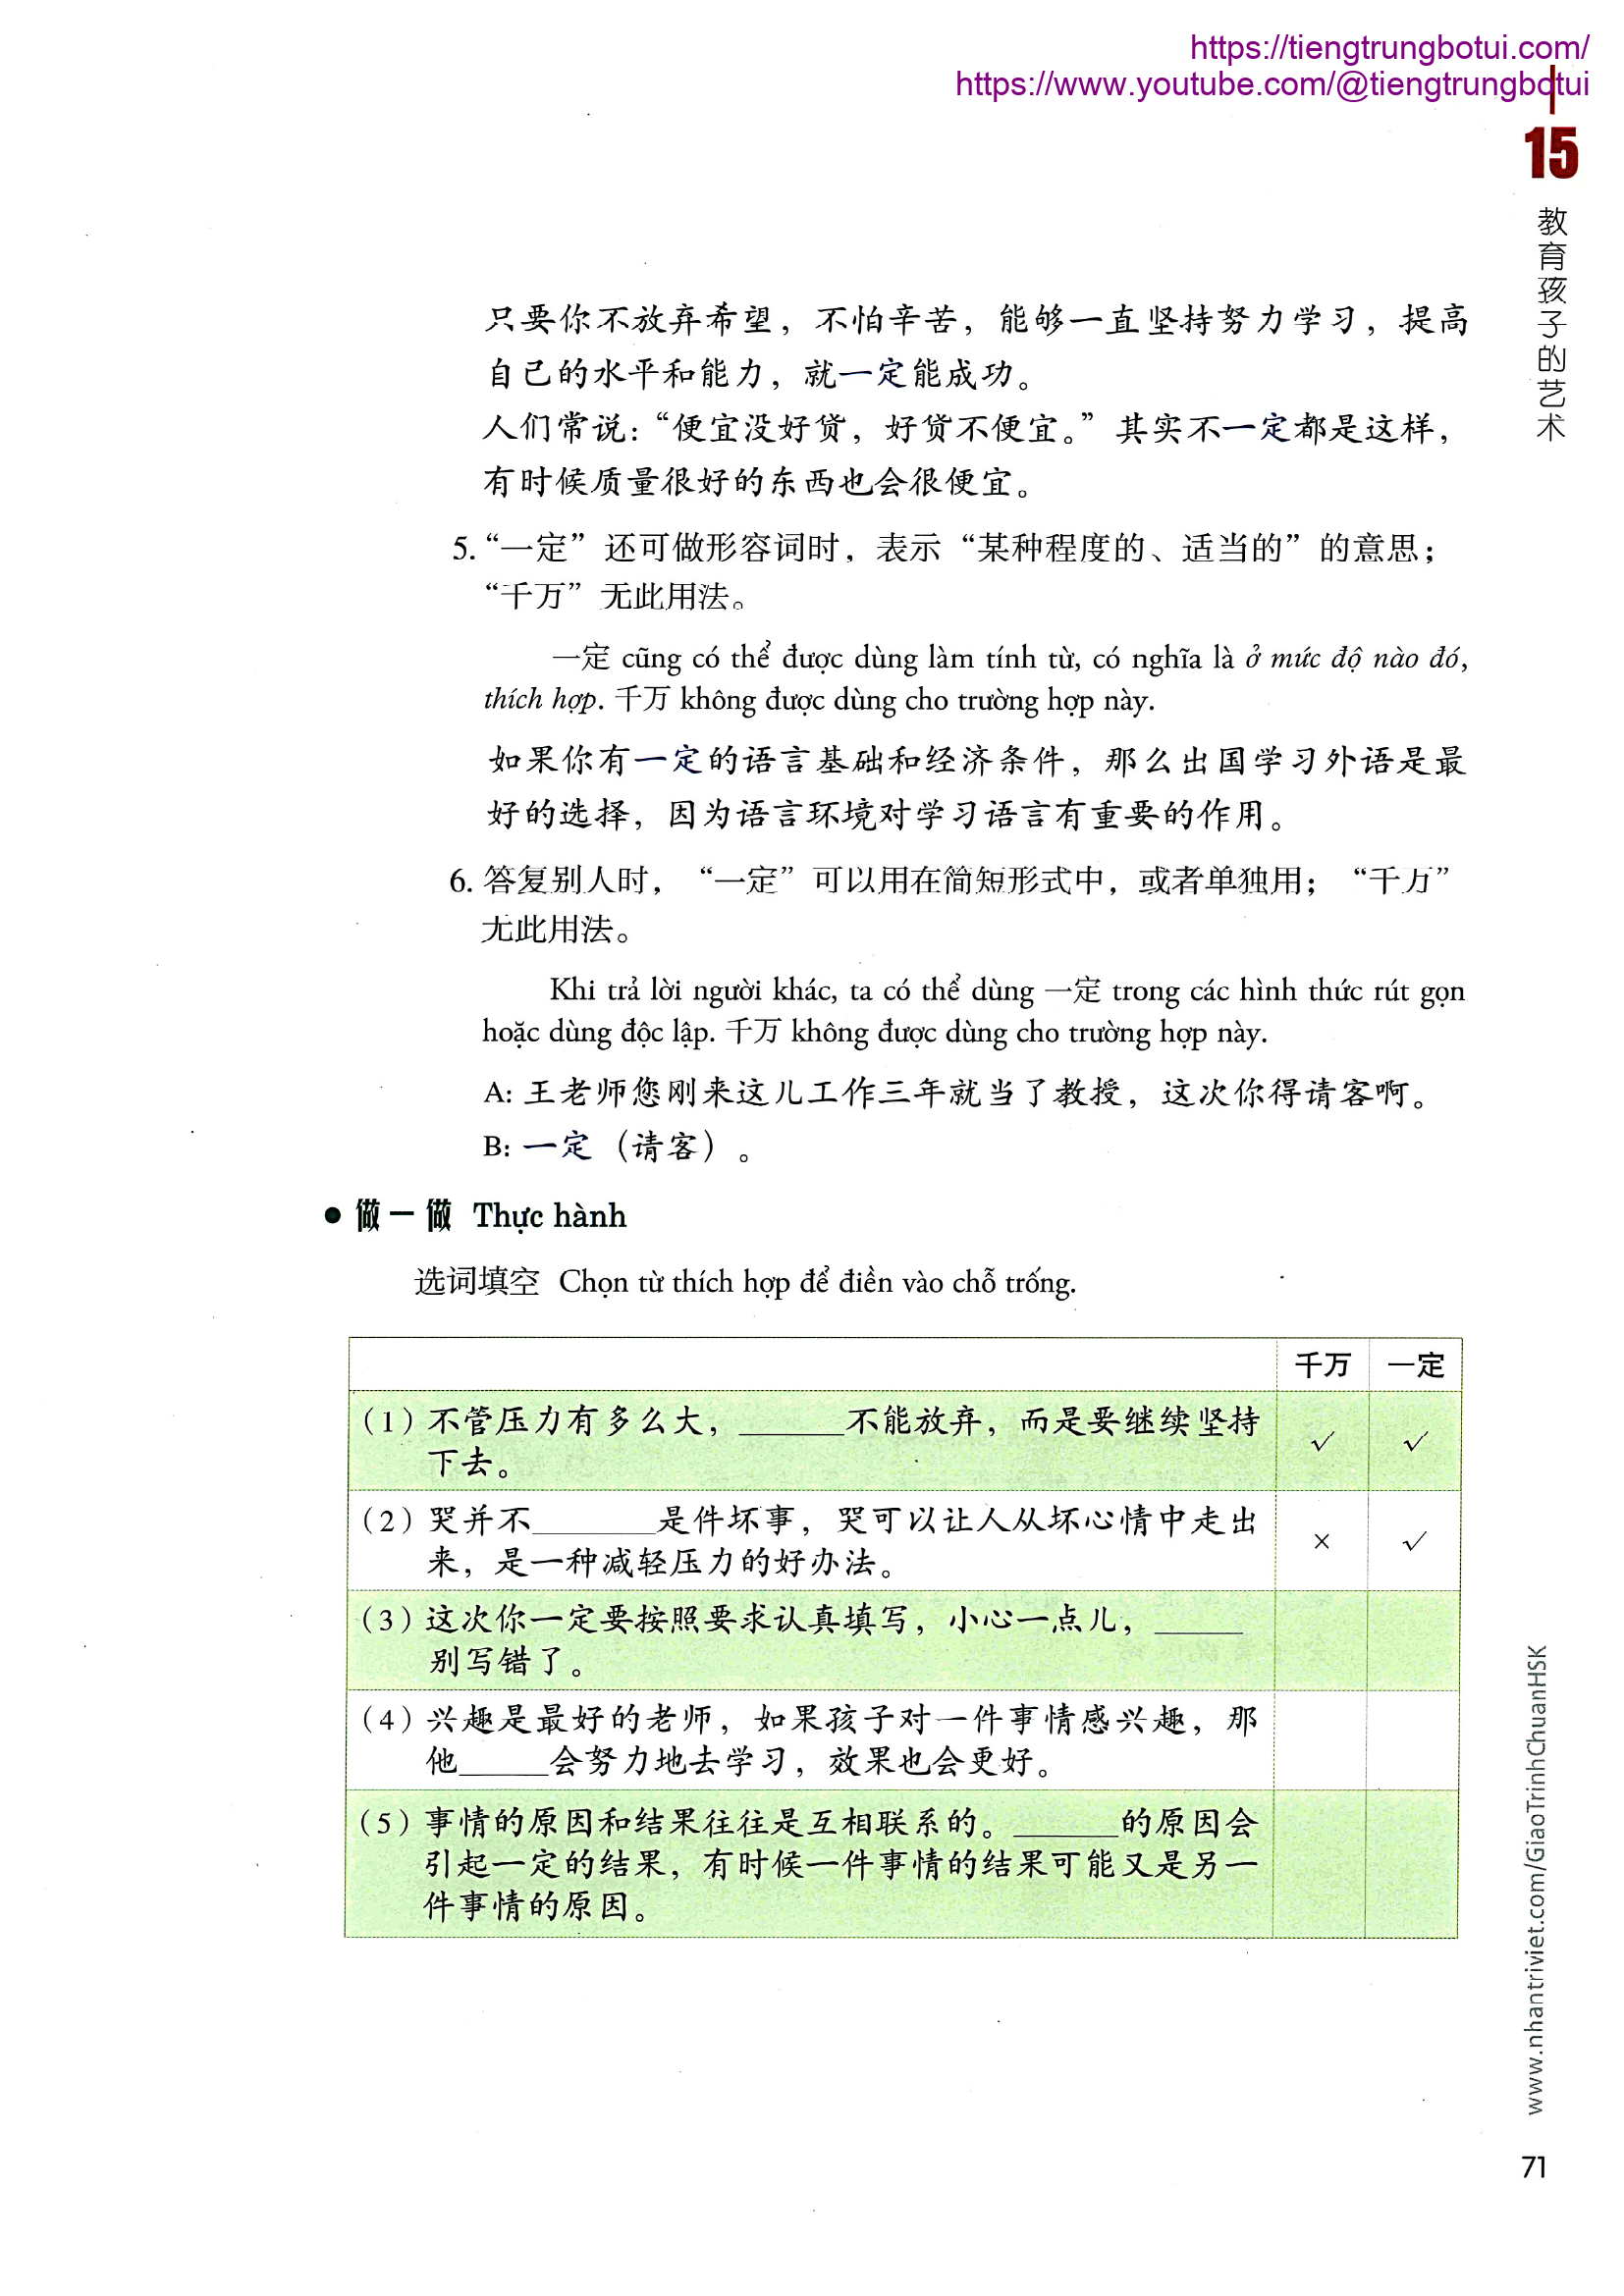 https://tiengtrungbotui.com/
https://www.youtube.com/@tiengtrungbotui
15
教育孩子的艺术
只要你不放弃希望，不怕辛苦，能够一直坚持努力学习，提高
自己的水平和能力，就一定能成功。
人们常说：“便宜没好货，好货不便宜。”其实不一定都是这样，
有时候质量很好的东西也会很便宜。
5. “一定”还可做形容词时，表示“某种程度的、适当的”的意思；
“千万”无此用法。
一定 cũng có thể được dùng làm tính từ, có nghĩa là ở mức độ nào đó,
thích hợp. 千万 không được dùng cho trường hợp này.
如果你有一定的语言基础和经济条件，那么出国学习外语是最
好的选择，因为语言环境对学习语言有重要的作用。
6. 答复别人时，“一定”可以用在简短形式中，或者单独用；“千万”
无此用法。
Khi trả lời người khác, ta có thể dùng 一定 trong các hình thức rút gọn
hoặc dùng độc lập. 千万 không được dùng cho trường hợp này.
A: 王老师您刚来这儿工作三年就当了教授，这次你得请客啊。
B: 一定（请客）。
● 做一做 Thực hành
选词填空 Chọn từ thích hợp để điền vào chỗ trống.
千万 一定
（1）不管压力有多么大，______不能放弃，而是要继续坚持 √ √
下去。
（2）哭并不_______是件坏事，哭可以让人从坏心情中走出 × √
来，是一种减轻压力的好办法。
（3）这次你一定要按照要求认真填写，小心一点儿，_____
别写错了。
（4）兴趣是最好的老师，如果孩子对一件事情感兴趣，那
他_____会努力地去学习，效果也会更好。
（5）事情的原因和结果往往是互相联系的。______的原因会
引起一定的结果，有时候一件事情的结果可能又是另一
件事情的原因。
www.nhantriviet.com/GiaoTrinhChuanHSK
71